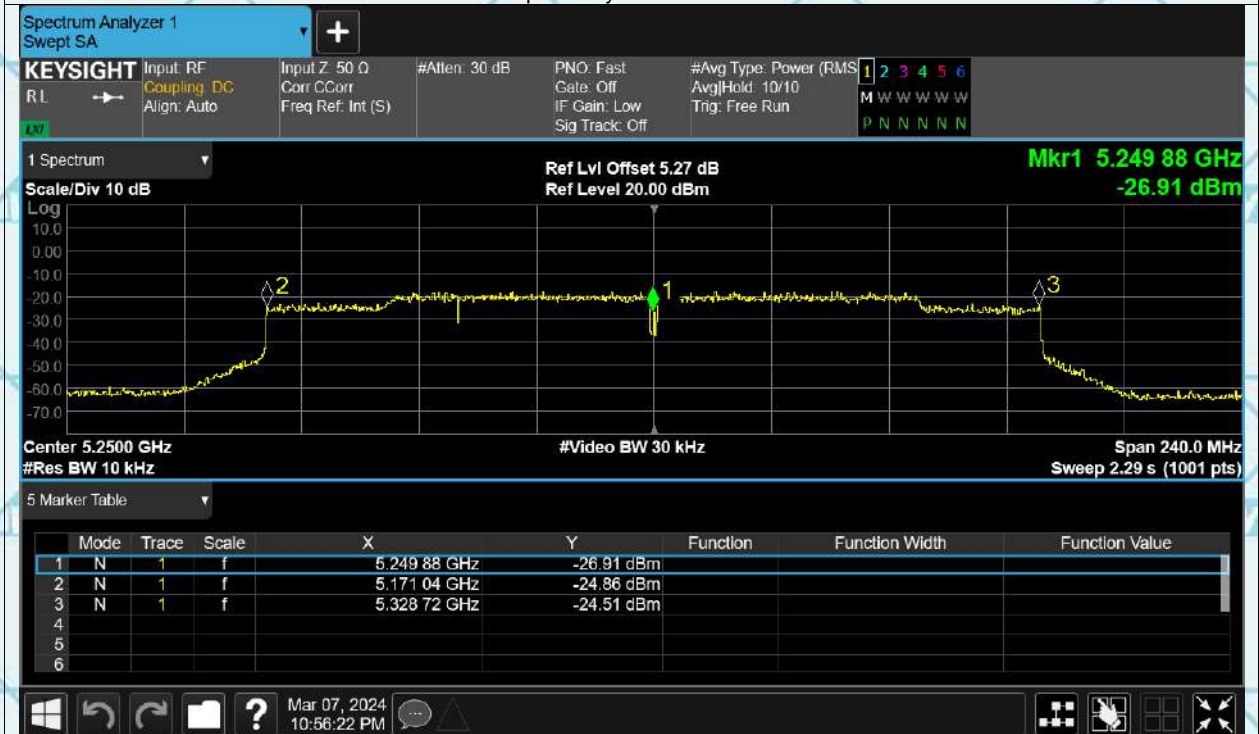 Spectrum Analyzer 1
Swept SA
+
KEYSIGHT
RL
LXI
Input: RF
Coupling: DC
Align: Auto
Input Z: 50 Ω
Corr CCorr
Freq Ref: Int (S)
#Atten: 30 dB
PNO: Fast
Gate: Off
IF Gain: Low
Sig Track: Off
#Avg Type: Power (RMS
Avg|Hold: 10/10
Trig: Free Run
1 2 3 4 5 6
M W W W W W
P N N N N N
1 Spectrum
Scale/Div 10 dB
Ref Lvl Offset 5.27 dB
Ref Level 20.00 dBm
Mkr1 5.249 88 GHz
-26.91 dBm
Log
10.0
0.00
-10.0
-20.0
-30.0
-40.0
-50.0
-60.0
-70.0
2
1
3
Center 5.2500 GHz
#Video BW 30 kHz
Span 240.0 MHz
#Res BW 10 kHz
Sweep 2.29 s (1001 pts)
5 Marker Table
Mode Trace Scale X Y Function Function Width Function Value
1 N 1 f 5.249 88 GHz -26.91 dBm
2 N 1 f 5.171 04 GHz -24.86 dBm
3 N 1 f 5.328 72 GHz -24.51 dBm
4
5
6
?
Mar 07, 2024
10:56:22 PM